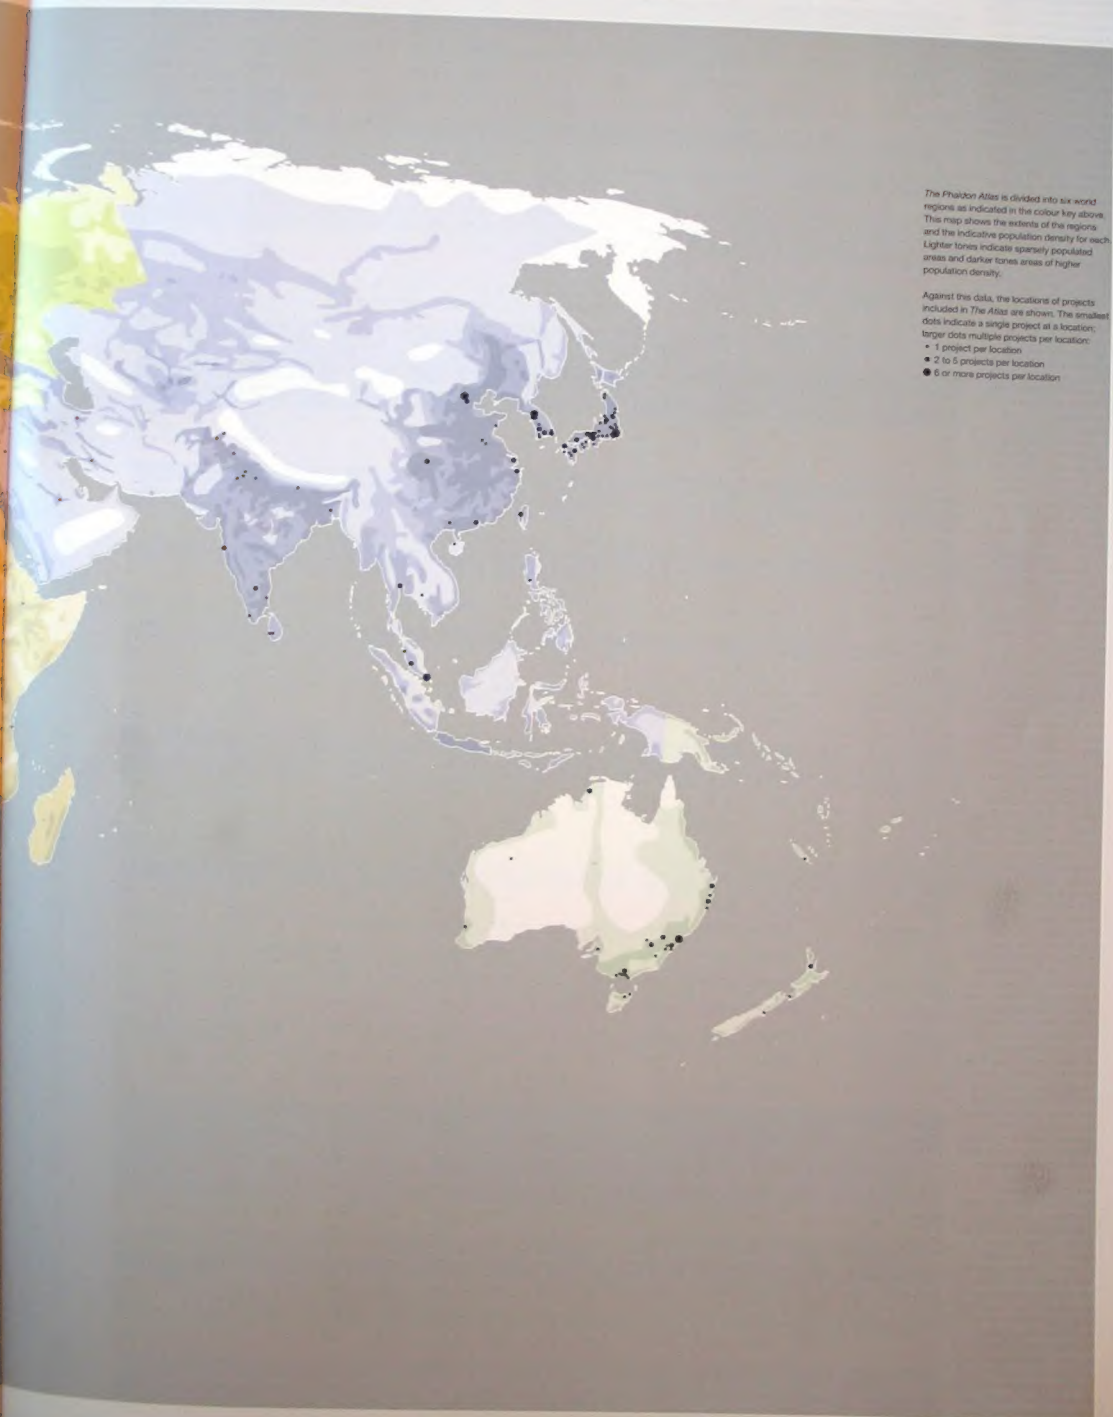 The Phaidon Atlas is divided into six world
regions as indicated in the colour key above.
This map shows the extents of the regions
and the indicative population density for each.
Lighter tones indicate sparsely populated
areas and darker tones areas of higher
population density.
Against this data, the locations of projects
included in The Atlas are shown. The smallest
dots indicate a single project at a location;
larger dots multiple projects per location:
1 project per location
2 to 5 projects per location
6 or more projects per location